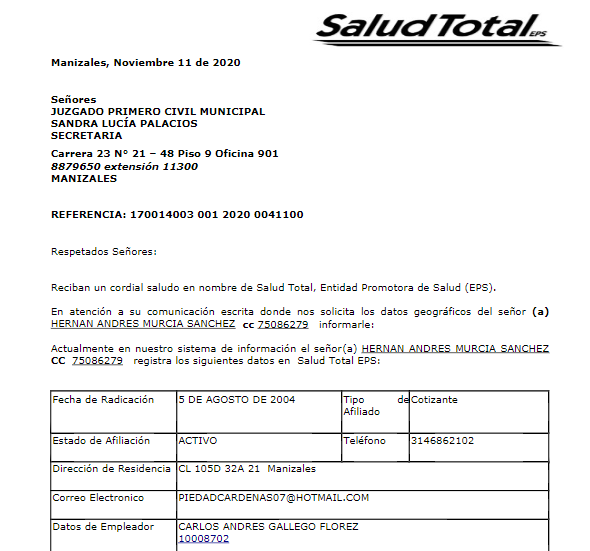 Salud Total EPS
Manizales, Noviembre 11 de 2020
Señores
JUZGADO PRIMERO CIVIL MUNICIPAL
SANDRA LUCÍA PALACIOS
SECRETARIA
Carrera 23 N° 21 – 48 Piso 9 Oficina 901
8879650 extensión 11300
MANIZALES
REFERENCIA: 170014003 001 2020 0041100
Respetados Señores:
Reciban un cordial saludo en nombre de Salud Total, Entidad Promotora de Salud (EPS).
En atención a su comunicación escrita donde nos solicita los datos geográficos del señor (a)
HERNAN ANDRES MURCIA SANCHEZ cc 75086279 informarle:
Actualmente en nuestro sistema de información el señor(a) HERNAN ANDRES MURCIA SANCHEZ
CC 75086279 registra los siguientes datos en Salud Total EPS:
Fecha de Radicación 5 DE AGOSTO DE 2004 Tipo de Cotizante
Afiliado
Estado de Afiliación ACTIVO Teléfono 3146862102
Dirección de Residencia CL 105D 32A 21 Manizales
Correo Electronico PIEDADCARDENAS07@HOTMAIL.COM
Datos de Empleador CARLOS ANDRES GALLEGO FLOREZ
10008702